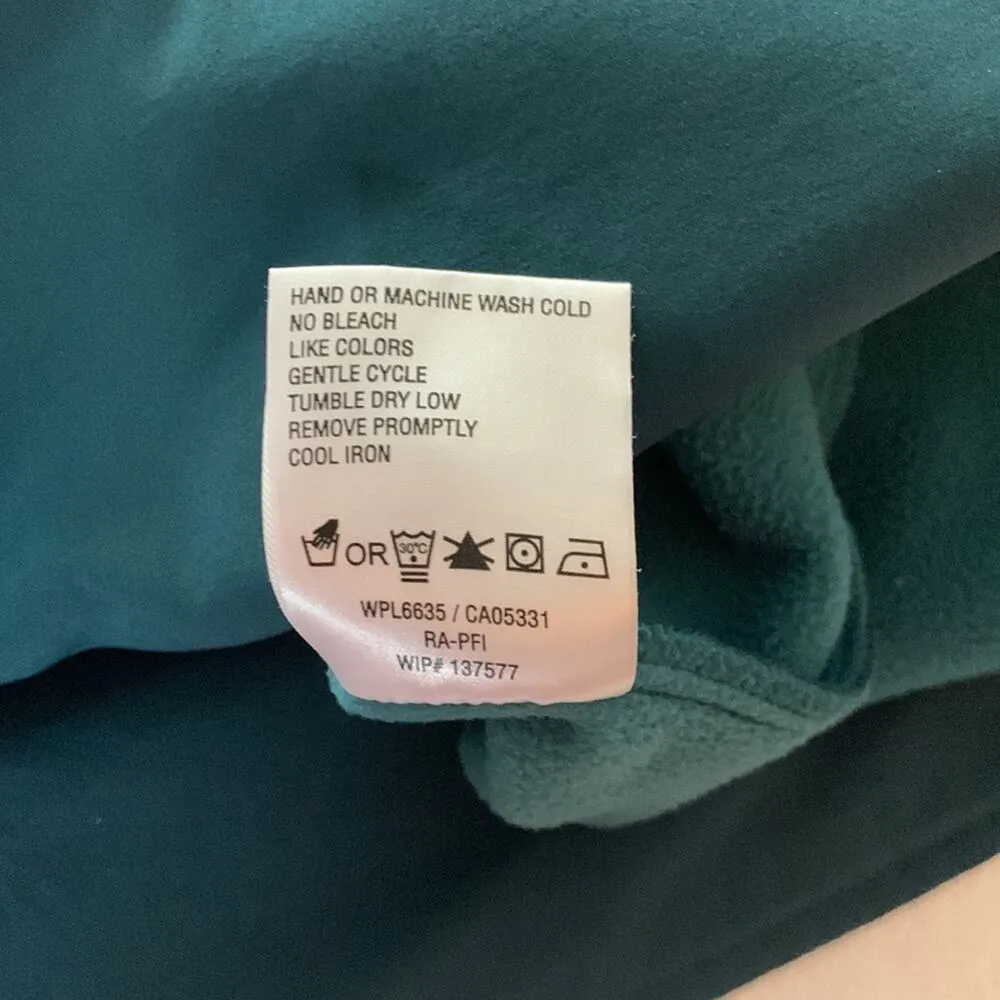 HAND OR MACHINE WASH COLD
NO BLEACH
LIKE COLORS
GENTLE CYCLE
TUMBLE DRY LOW
REMOVE PROMPTLY
COOL IRON
OR 30°C
WPL6635 / CA05331
RA-PFI
WIP# 137577